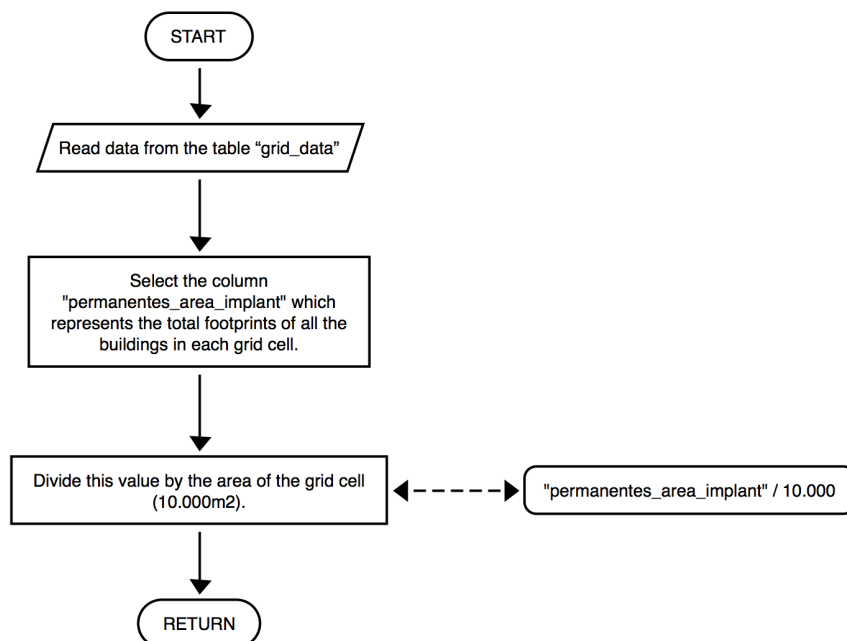 START
Read data from the table “grid_data”
Select the column
"permanentes_area_implant" which
represents the total footprints of all the
buildings in each grid cell.
Divide this value by the area of the grid cell
(10.000m2).
"permanentes_area_implant" / 10.000
RETURN